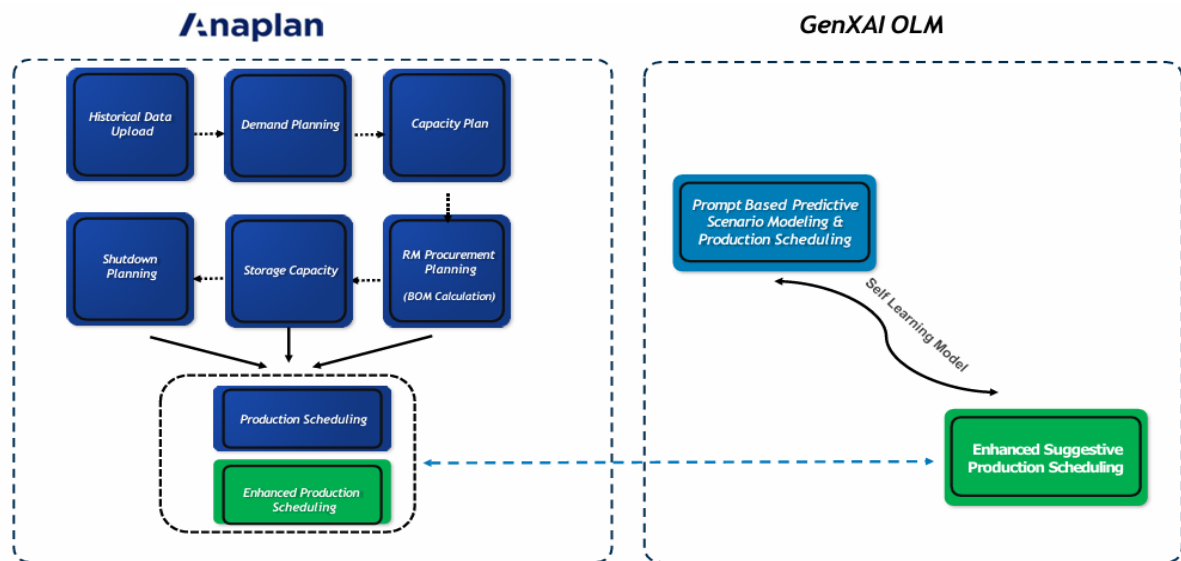 Anaplan
GenXAI OLM
Historical Data
Upload
Demand Planning
Capacity Plan
Shutdown
Planning
Storage Capacity
RM Procurement
Planning
(BOM Calculation)
Production Scheduling
Enhanced Production
Scheduling
Prompt Based Predictive
Scenario Modeling &
Production Scheduling
Self Learning Model
Enhanced Suggestive
Production Scheduling